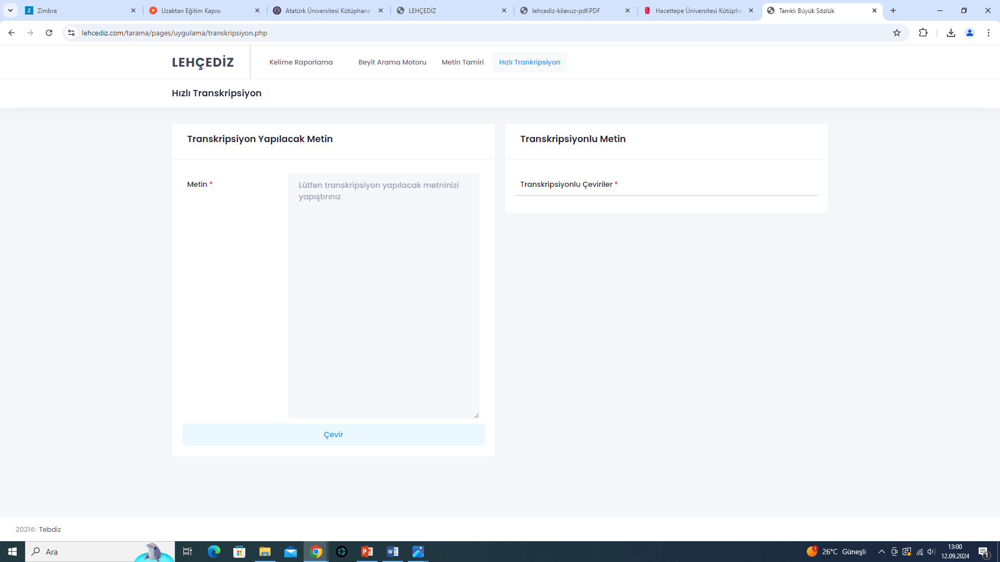 Zimbra
Uzaktan Eğitim Kapısı
Atatürk Üniversitesi Kütüphane
LEHÇEDİZ
lehcediz-kilavuz-pdf.PDF
Hacettepe Üniversitesi Kütüpha
Tanıklı Büyük Sözlük
lehcediz.com/tarama/pages/uygulama/transkripsiyon.php
LEHÇEDİZ
Kelime Raporlama
Beyit Arama Motoru
Metin Tamiri
Hızlı Trankripsiyon
Hızlı Transkripsiyon
Transkripsiyon Yapılacak Metin
Transkripsiyonlu Metin
Metin *
Lütfen transkripsiyon yapılacak metninizi
yapıştırınız
Transkripsiyonlu Çeviriler *
Çevir
2021© Tebdiz
Ara
26°C Güneşli
13:00
12.09.2024